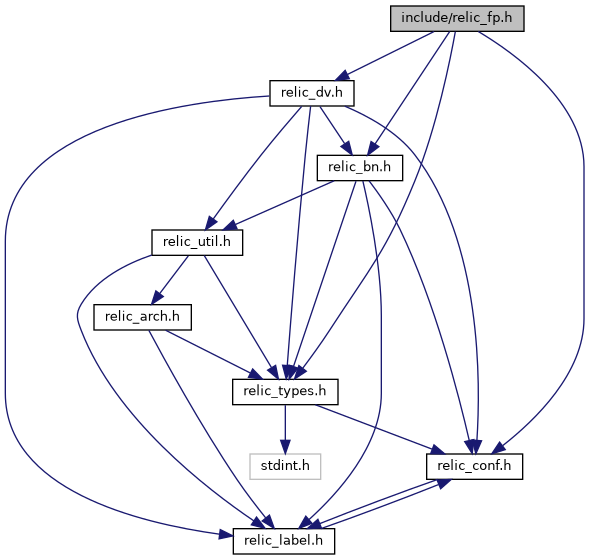 include/relic_fp.h
relic_dv.h
relic_bn.h
relic_util.h
relic_arch.h
relic_types.h
stdint.h
relic_conf.h
relic_label.h